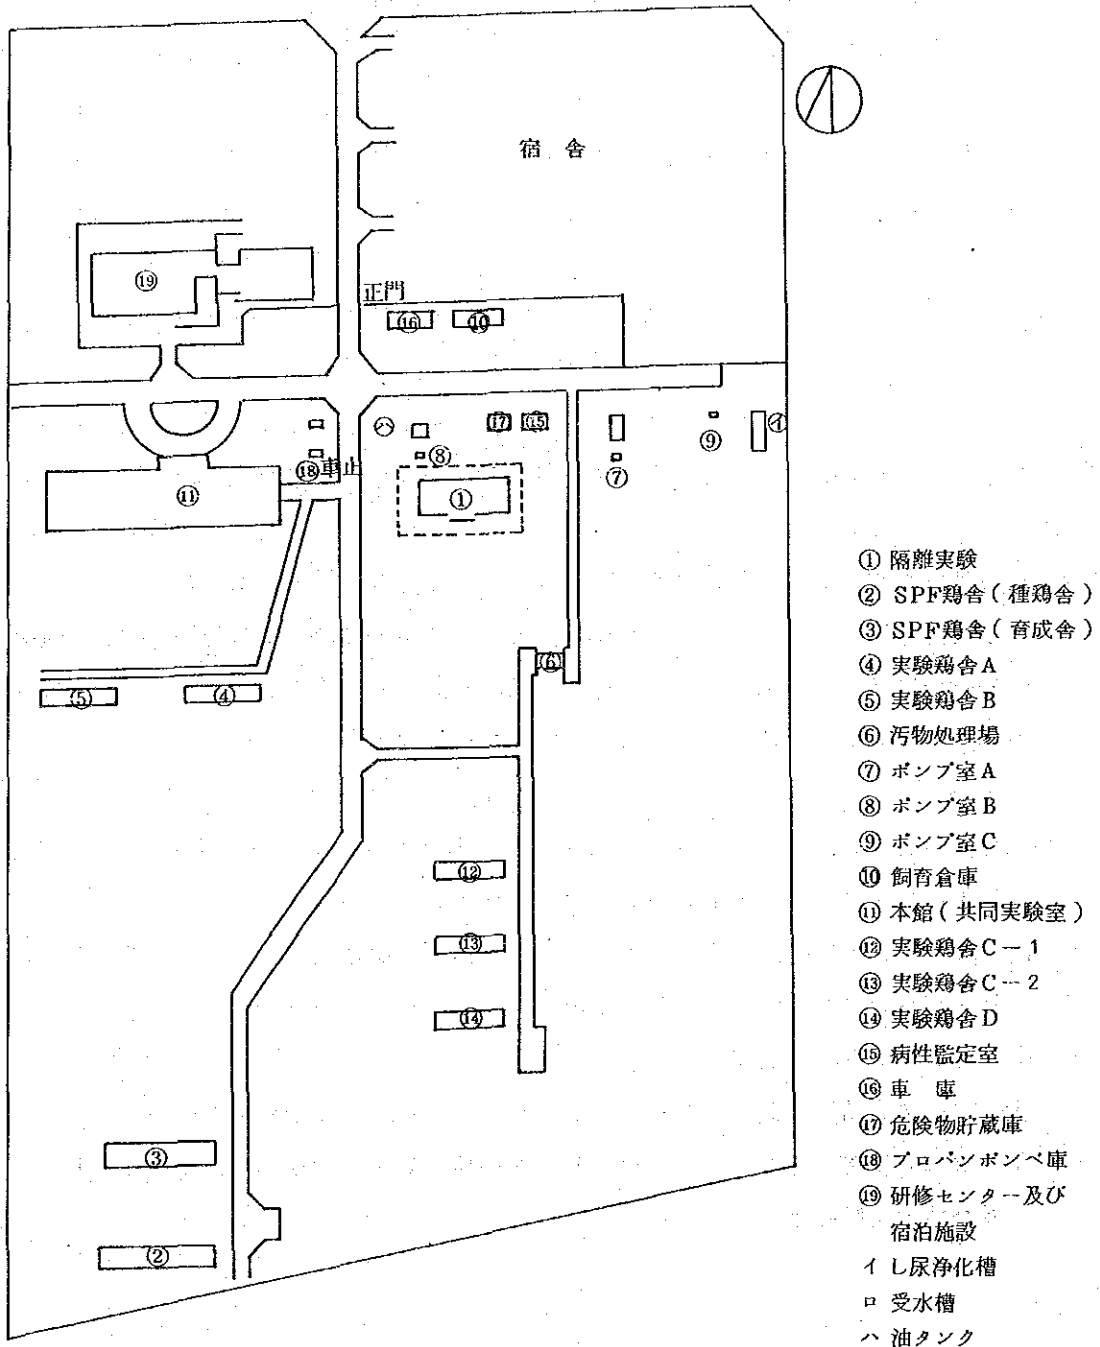 宿 舎
⑲
正門
⑯ ⑩
ハ ⑰ ⑮ ⑨ イ
⑧ ⑦
⑱ 車止
⑪ ①
⑥
⑤ ④
⑫
⑬
⑭
③
②
① 隔離実験
② SPF鶏舎(種鶏舎)
③ SPF鶏舎(育成舎)
④ 実験鶏舎A
⑤ 実験鶏舎B
⑥ 汚物処理場
⑦ ポンプ室A
⑧ ポンプ室B
⑨ ポンプ室C
⑩ 飼育倉庫
⑪ 本館(共同実験室)
⑫ 実験鶏舎C-1
⑬ 実験鶏舎C-2
⑭ 実験鶏舎D
⑮ 病性監定室
⑯ 車 庫
⑰ 危険物貯蔵庫
⑱ プロパンボンベ庫
⑲ 研修センター及び
宿泊施設
イ し尿浄化槽
ロ 受水槽
ハ 油タンク